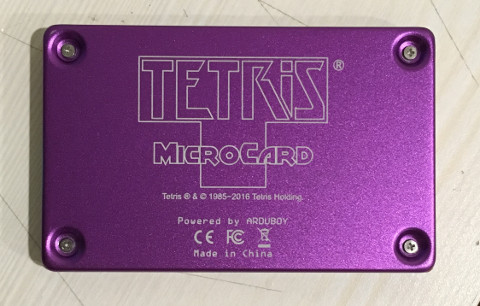 TETRiS®
MICROCARD
Tetris ® & © 1985~2016 Tetris Holding.
Powered by ARDUBOY
CE FC
Made in China